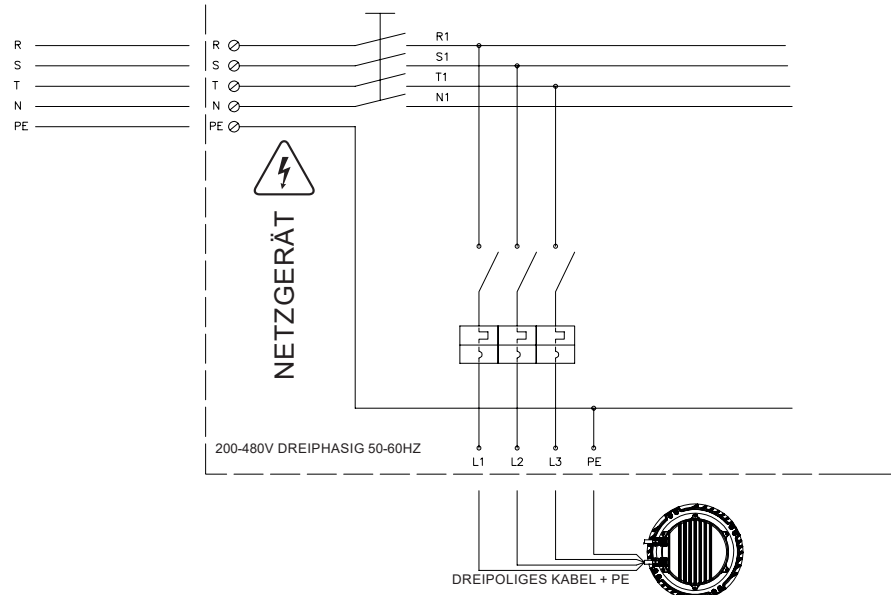 R R R1
S S S1
T T T1
N N N1
PE PE
NETZGERÄT
200-480V DREIPHASIG 50-60HZ
L1 L2 L3 PE
DREIPOLIGES KABEL + PE